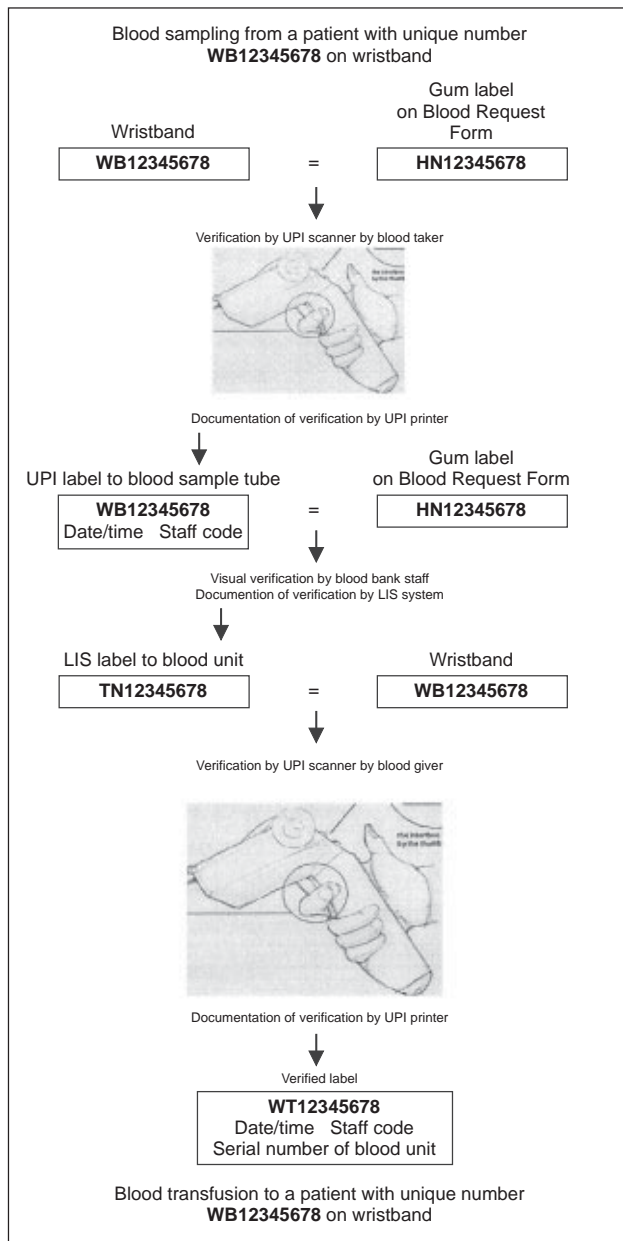 Blood sampling from a patient with unique number
WB12345678 on wristband
Gum label
on Blood Request
Form
Wristband
WB12345678 = HN12345678
Verification by UPI scanner by blood taker
Documentation of verification by UPI printer
Gum label
UPI label to blood sample tube on Blood Request Form
WB12345678 = HN12345678
Date/time Staff code
Visual verification by blood bank staff
Documention of verification by LIS system
LIS label to blood unit Wristband
TN12345678 = WB12345678
Verification by UPI scanner by blood giver
by the
Documentation of verification by UPI printer
Verified label
WT12345678
Date/time Staff code
Serial number of blood unit
Blood transfusion to a patient with unique number
WB12345678 on wristband